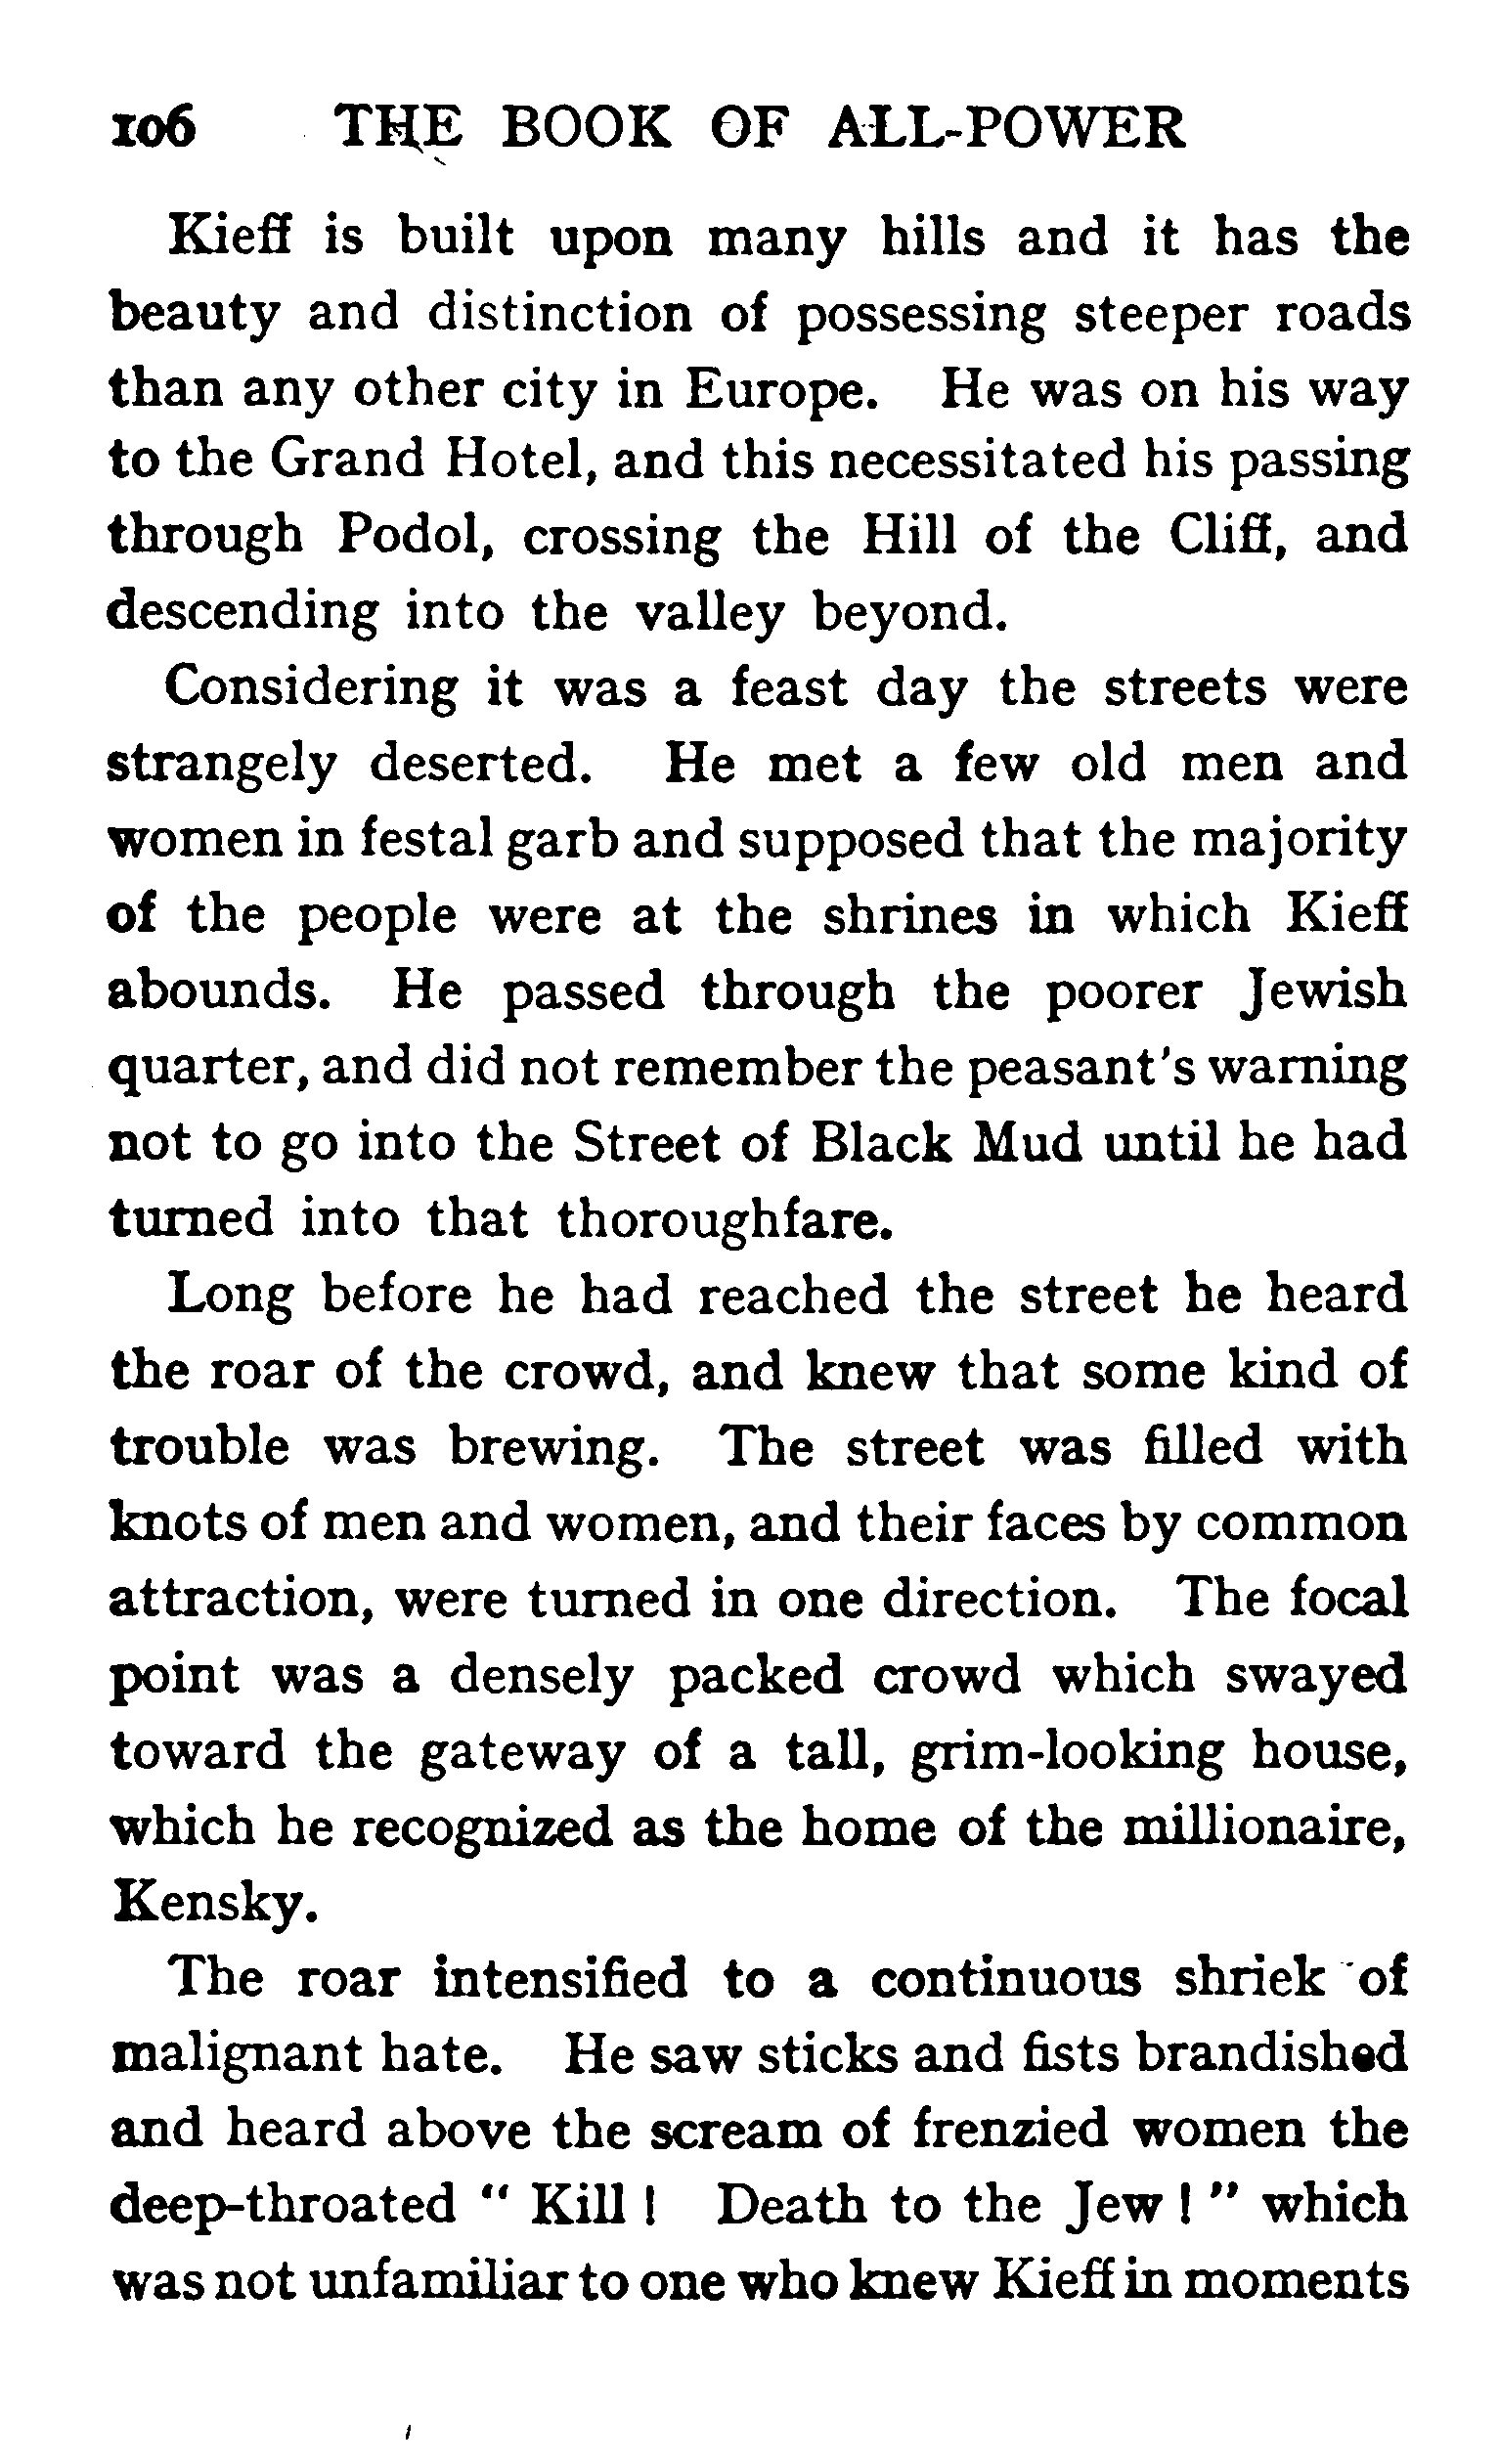 106 THE BOOK OF ALL-POWER
Kieff is built upon many hills and it has the
beauty and distinction of possessing steeper roads
than any other city in Europe. He was on his way
to the Grand Hotel, and this necessitated his passing
through Podol, crossing the Hill of the Cliff, and
descending into the valley beyond.
Considering it was a feast day the streets were
strangely deserted. He met a few old men and
women in festal garb and supposed that the majority
of the people were at the shrines in which Kieff
abounds. He passed through the poorer Jewish
quarter, and did not remember the peasant's warning
not to go into the Street of Black Mud until he had
turned into that thoroughfare.
Long before he had reached the street he heard
the roar of the crowd, and knew that some kind of
trouble was brewing. The street was filled with
knots of men and women, and their faces by common
attraction, were turned in one direction. The focal
point was a densely packed crowd which swayed
toward the gateway of a tall, grim-looking house,
which he recognized as the home of the millionaire,
Kensky.
The roar intensified to a continuous shriek of
malignant hate. He saw sticks and fists brandished
and heard above the scream of frenzied women the
deep-throated " Kill ! Death to the Jew ! " which
was not unfamiliar to one who knew Kieff in moments